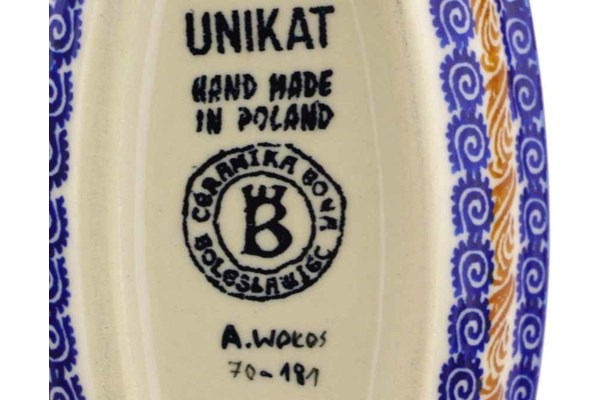 UNIKAT
HAND MADE
IN POLAND
CERAMIKA BONA
B
BOLESŁAWIEC
A. WOŁOS
70-181